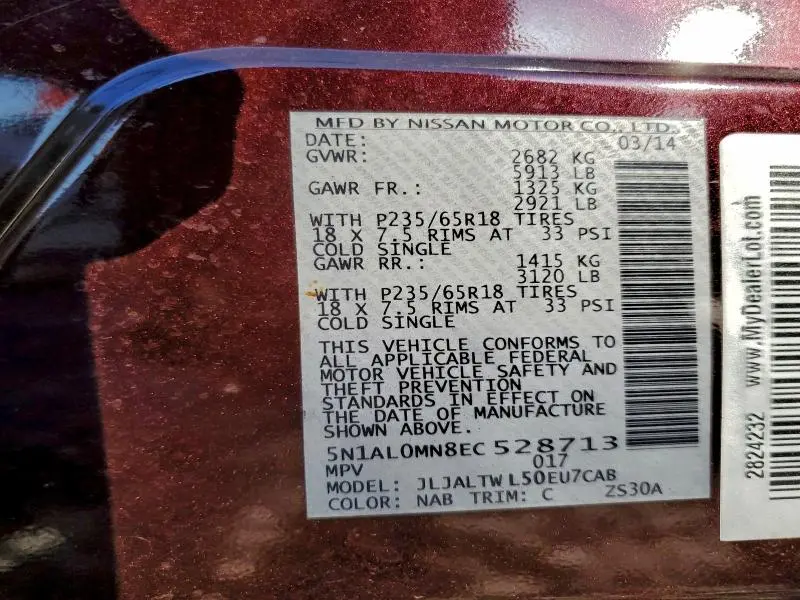 MFD BY NISSAN MOTOR CO., LTD.
DATE: 03/14
GVWR: 2682 KG
5913 LB
GAWR FR.: 1325 KG
2921 LB
WITH P235/65R18 TIRES
18 X 7.5 RIMS AT 33 PSI
COLD SINGLE
GAWR RR.: 1415 KG
3120 LB
WITH P235/65R18 TIRES
18 X 7.5 RIMS AT 33 PSI
COLD SINGLE
THIS VEHICLE CONFORMS TO
ALL APPLICABLE FEDERAL
MOTOR VEHICLE SAFETY AND
THEFT PREVENTION
STANDARDS IN EFFECT ON
THE DATE OF MANUFACTURE
SHOWN ABOVE.
5N1AL0MN8EC 528713
MPV 017
MODEL: JLJALTW L50EU7CAB
COLOR: NAB TRIM: C ZS30A
2824232 www.MyDealerLot.com